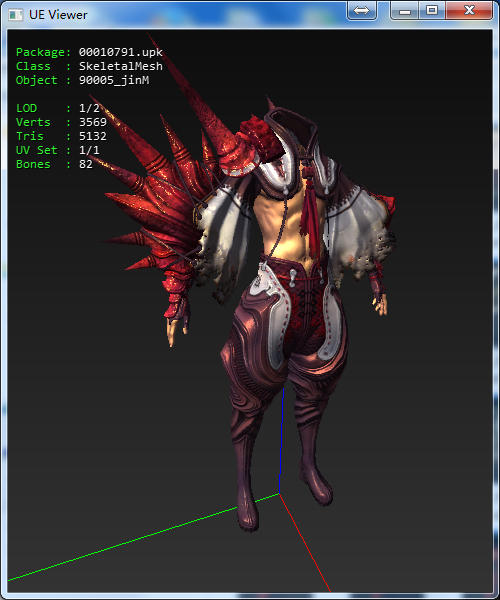 UE Viewer
Package: 00010791.upk
Class : SkeletalMesh
Object : 90005_jinM
LOD : 1/2
Verts : 3569
Tris : 5132
UV Set : 1/1
Bones : 82